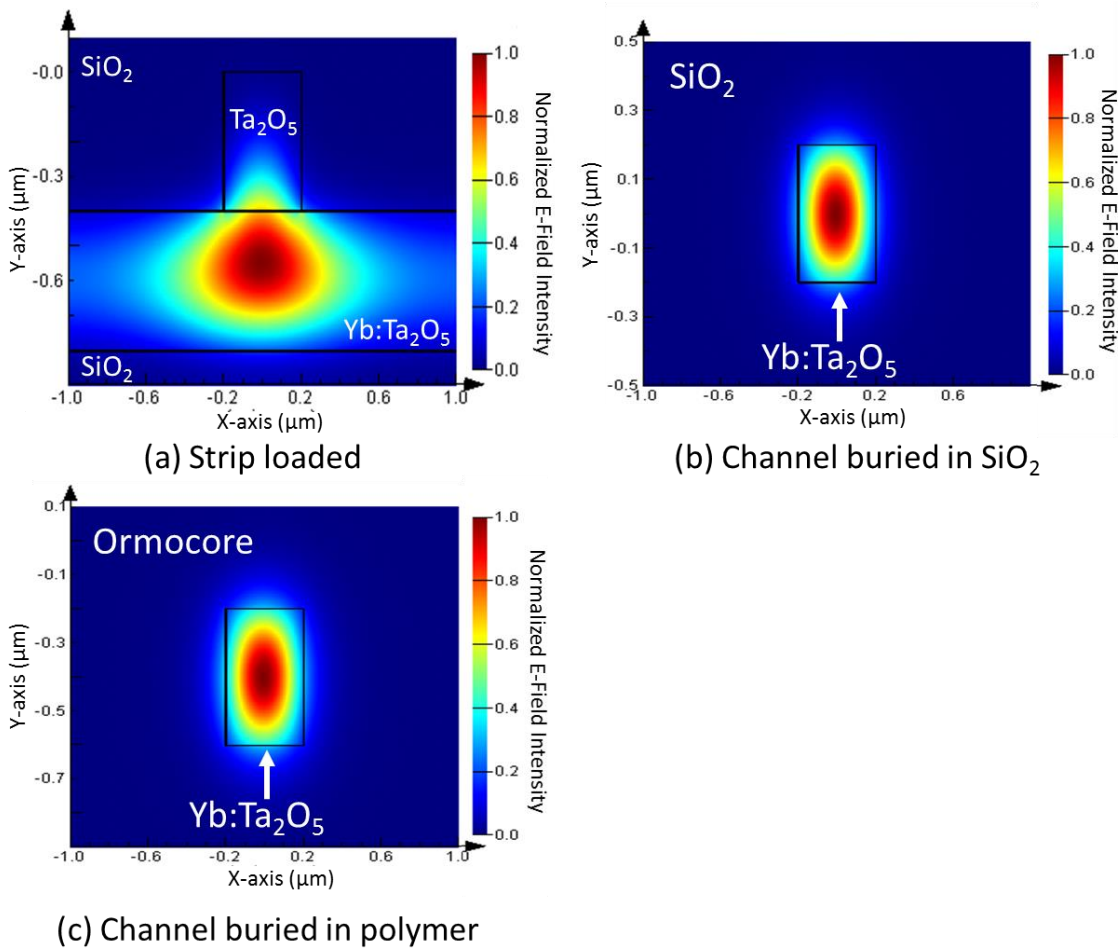 SiO₂
Ta₂O₅
Yb:Ta₂O₅
SiO₂
-0.0
-0.3
-0.6
Y-axis (µm)
-1.0 -0.6 -0.2 0.2 0.6 1.0
X-axis (µm)
1.0
0.8
0.6
0.4
0.2
0.0
Normalized E-Field Intensity
(a) Strip loaded
SiO₂
Yb:Ta₂O₅
0.5
0.3
0.1
-0.1
-0.3
-0.5
Y-axis (µm)
-1.0 -0.6 -0.2 0.2 0.6
X-axis (µm)
1.0
0.8
0.6
0.4
0.2
0.0
Normalized E-Field Intensity
(b) Channel buried in SiO₂
Ormocore
Yb:Ta₂O₅
0.1
-0.1
-0.3
-0.5
-0.7
Y-axis (µm)
-1.0 -0.6 -0.2 0.2 0.6 1.0
X-axis (µm)
1.0
0.8
0.6
0.4
0.2
0.0
Normalized E-Field Intensity
(c) Channel buried in polymer